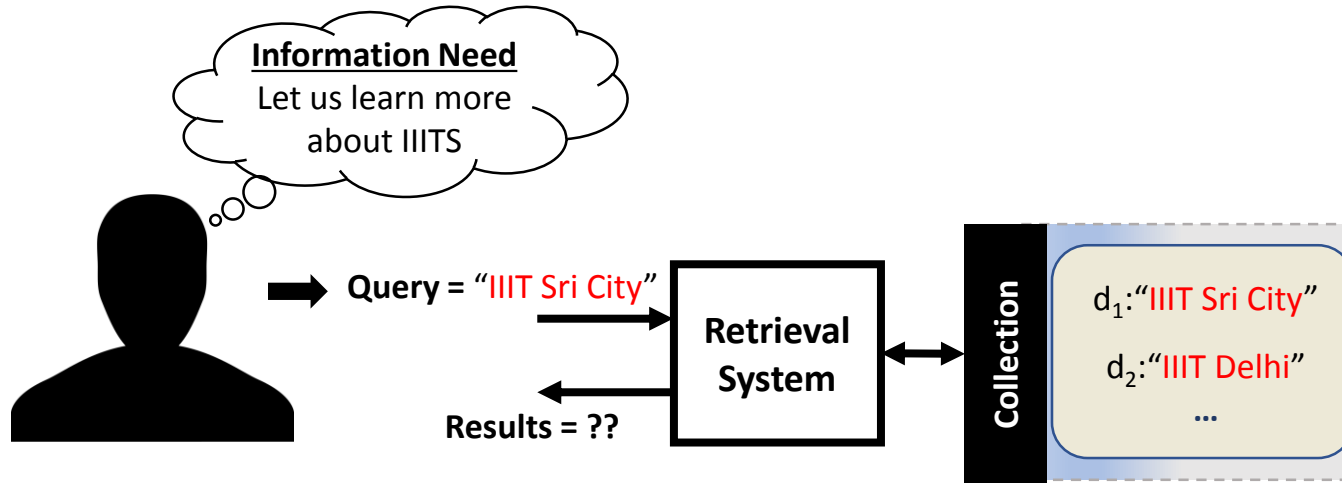 Information Need
Let us learn more
about IIITS
Query = “IIIT Sri City”
Retrieval
System
Results = ??
Collection
d₁:“IIIT Sri City”
d₂:“IIIT Delhi”
...